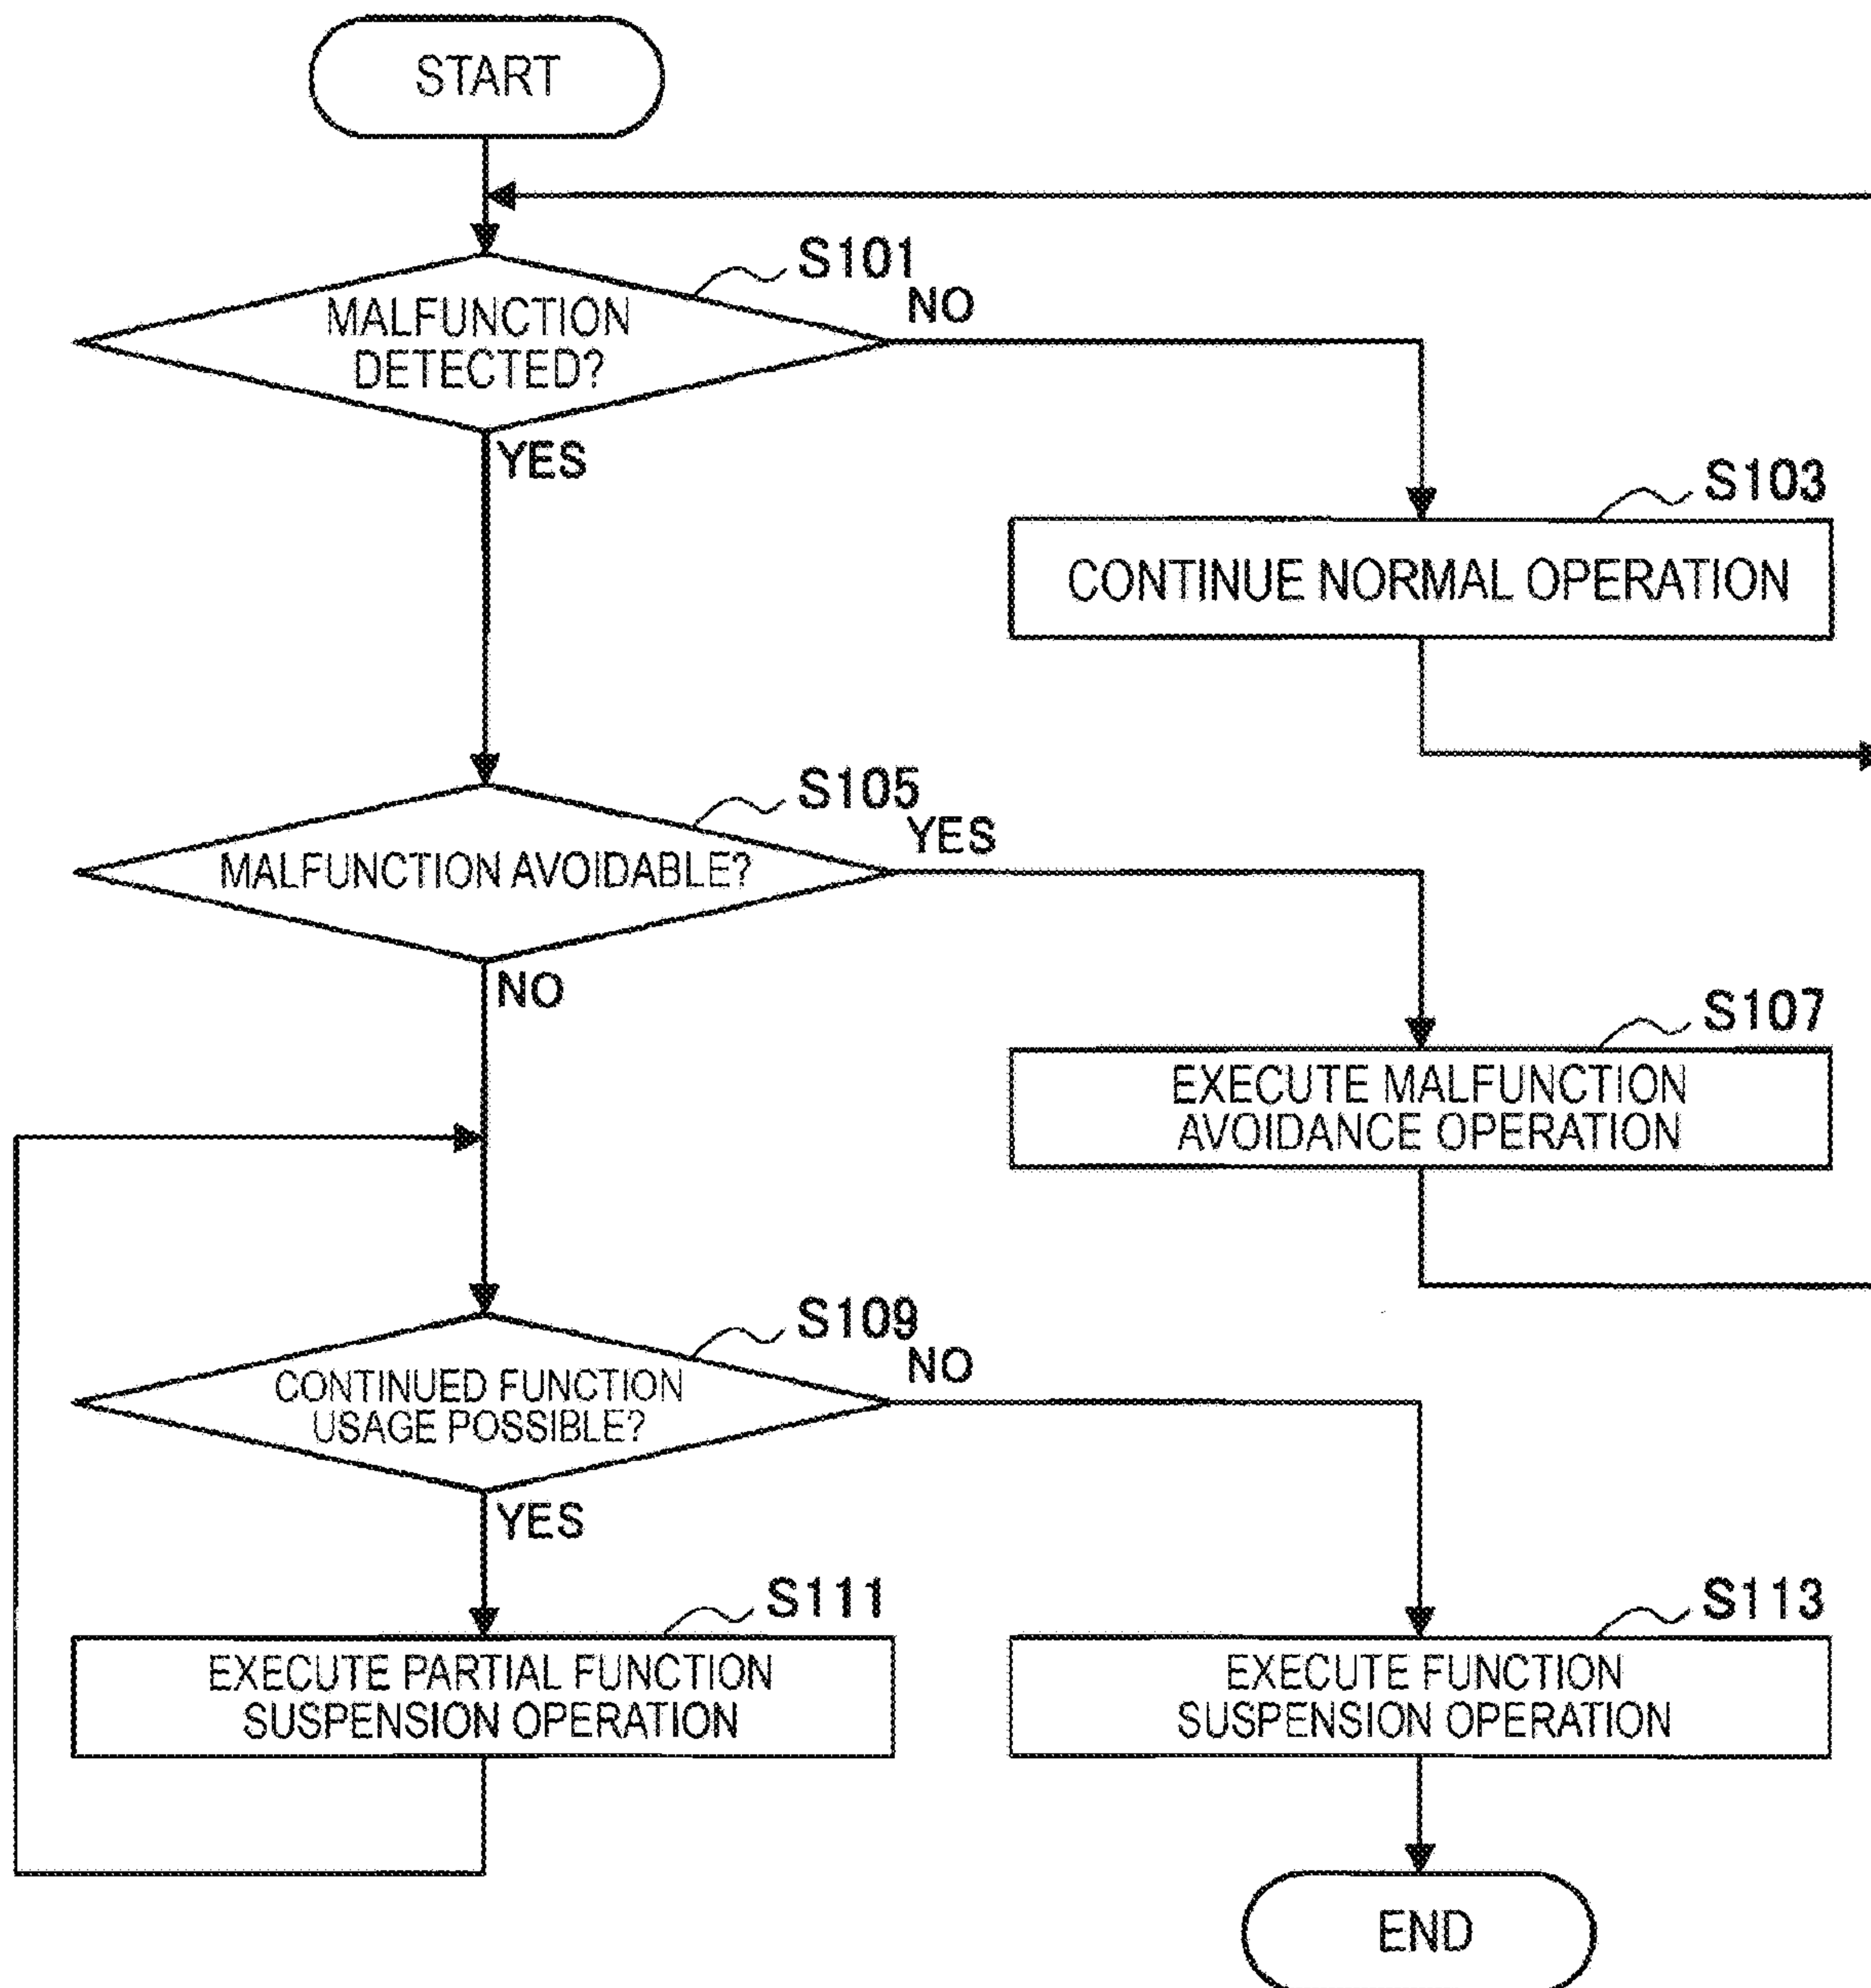 START
S101
NO
MALFUNCTION
DETECTED?
YES
S103
CONTINUE NORMAL OPERATION
S105
YES
MALFUNCTION AVOIDABLE?
NO
S107
EXECUTE MALFUNCTION
AVOIDANCE OPERATION
S109
NO
CONTINUED FUNCTION
USAGE POSSIBLE?
YES
S111
EXECUTE PARTIAL FUNCTION
SUSPENSION OPERATION
S113
EXECUTE FUNCTION
SUSPENSION OPERATION
END